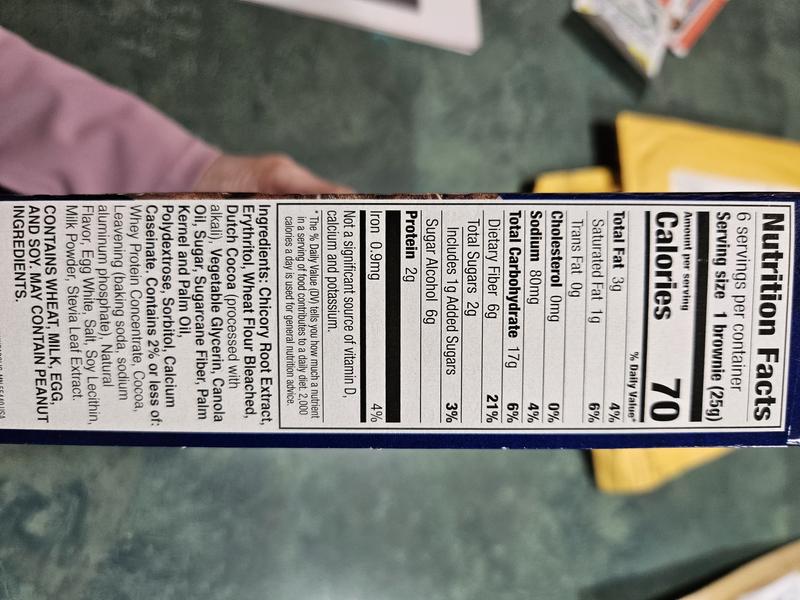 Nutrition Facts
6 servings per container
Serving size 1 brownie (25g)
Amount per serving
Calories 70
% Daily Value*
Total Fat 3g 4%
Saturated Fat 1g 6%
Trans Fat 0g
Cholesterol 0mg 0%
Sodium 80mg 4%
Total Carbohydrate 17g 6%
Dietary Fiber 6g 21%
Total Sugars 2g
Includes 1g Added Sugars 3%
Sugar Alcohol 6g
Protein 2g
Iron 0.9mg 4%
Not a significant source of vitamin D,
calcium and potassium.
*The % Daily Value (DV) tells you how much a nutrient
in a serving of food contributes to a daily diet. 2,000
calories a day is used for general nutrition advice.
Ingredients: Chicory Root Extract,
Erythritol, Wheat Flour Bleached,
Dutch Cocoa (processed with
alkali), Vegetable Glycerin, Canola
Oil, Sugar, Sugarcane Fiber, Palm
Kernel and Palm Oil,
Polydextrose, Sorbitol, Calcium
Caseinate. Contains 2% or less of:
Whey Protein Concentrate, Cocoa,
Leavening (baking soda, sodium
aluminum phosphate), Natural
Flavor, Egg White, Salt, Soy Lecithin,
Milk Powder, Stevia Leaf Extract.
CONTAINS WHEAT, MILK, EGG,
AND SOY. MAY CONTAIN PEANUT
INGREDIENTS.